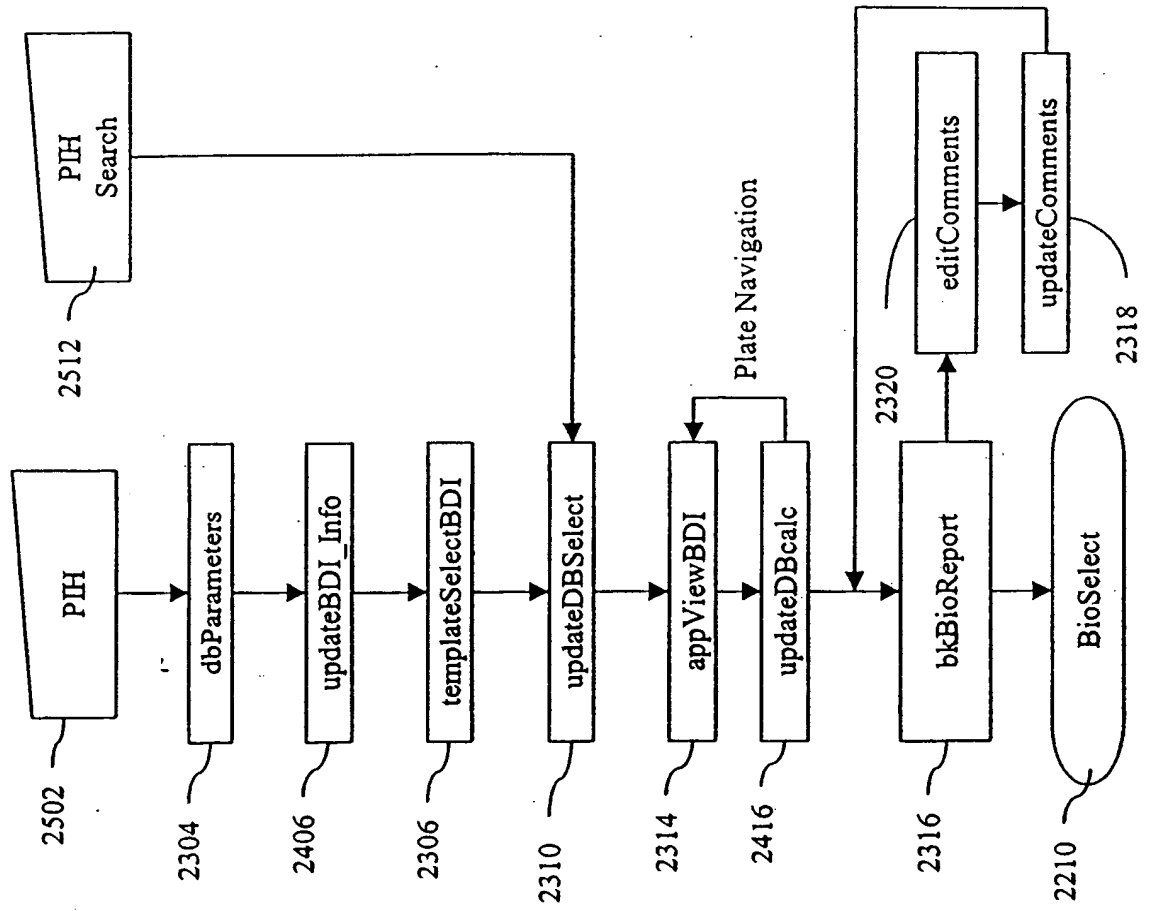 PIH
2502
PIH
Search
2512
dbParameters
2304
updateBDI_Info
2406
templateSelectBDI
2306
updateDBSelect
2310
appViewBDI
2314
Plate Navigation
updateDBcalc
2416
2320
editComments
updateComments
2318
bkBioReport
2316
BioSelect
2210